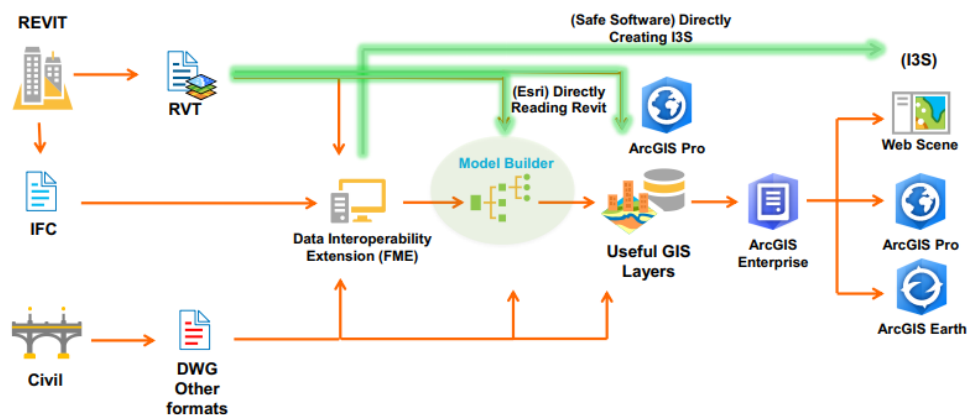 REVIT
(Safe Software) Directly
Creating I3S
(I3S)
RVT
(Esri) Directly
Reading Revit
ArcGIS Pro
Web Scene
Model Builder
IFC
Data Interoperability
Extension (FME)
Useful GIS
Layers
ArcGIS
Enterprise
ArcGIS Pro
ArcGIS Earth
Civil
DWG
Other
formats